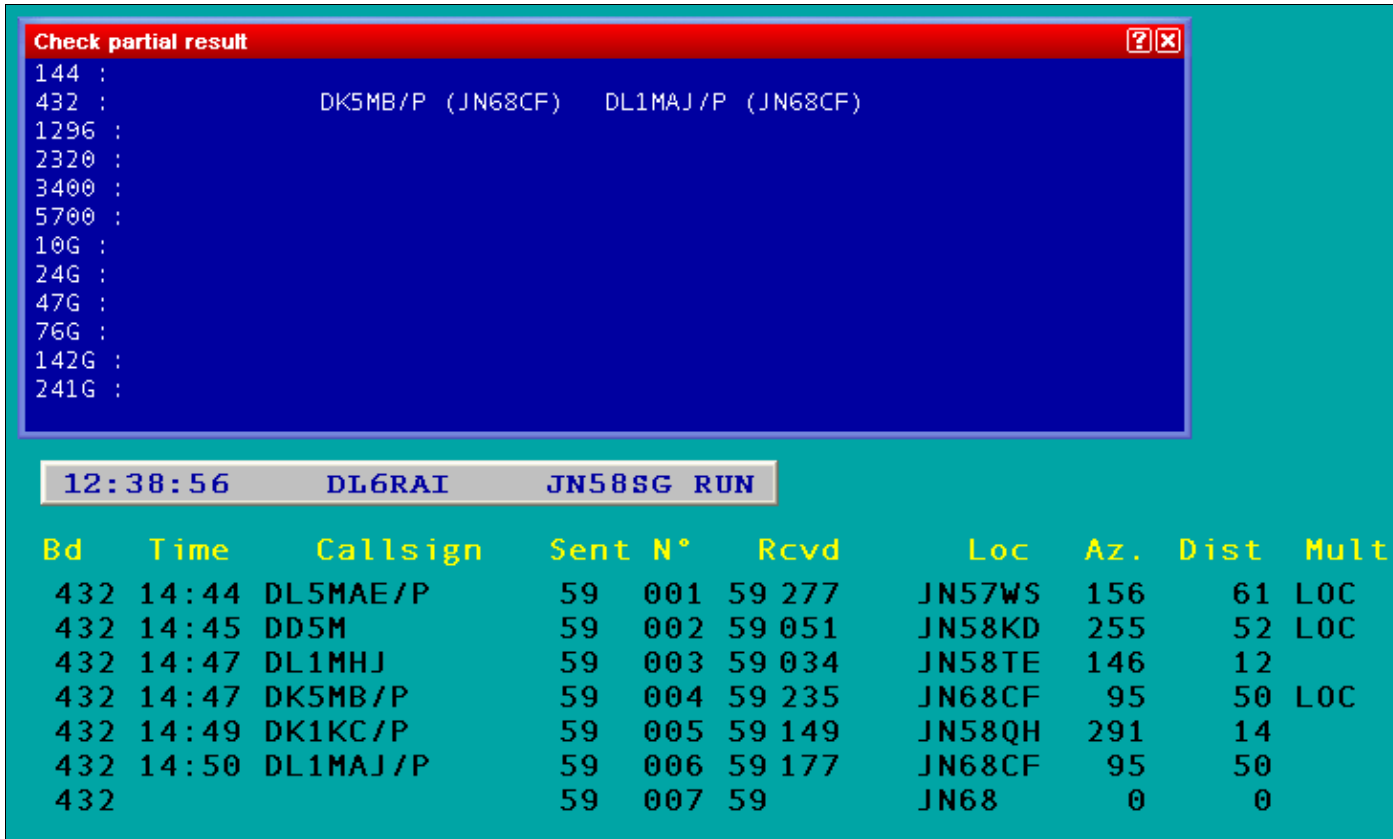 Check partial result
144 :
432 : DK5MB/P (JN68CF) DL1MAJ/P (JN68CF)
1296 :
2320 :
3400 :
5700 :
10G :
24G :
47G :
76G :
142G :
241G :
12:38:56 DL6RAI JN58SG RUN
Bd Time Callsign Sent N° Rcvd Loc Az. Dist Mult
432 14:44 DL5MAE/P 59 001 59 277 JN57WS 156 61 LOC
432 14:45 DD5M 59 002 59 051 JN58KD 255 52 LOC
432 14:47 DL1MHJ 59 003 59 034 JN58TE 146 12
432 14:47 DK5MB/P 59 004 59 235 JN68CF 95 50 LOC
432 14:49 DK1KC/P 59 005 59 149 JN58QH 291 14
432 14:50 DL1MAJ/P 59 006 59 177 JN68CF 95 50
432 59 007 59 JN68 0 0